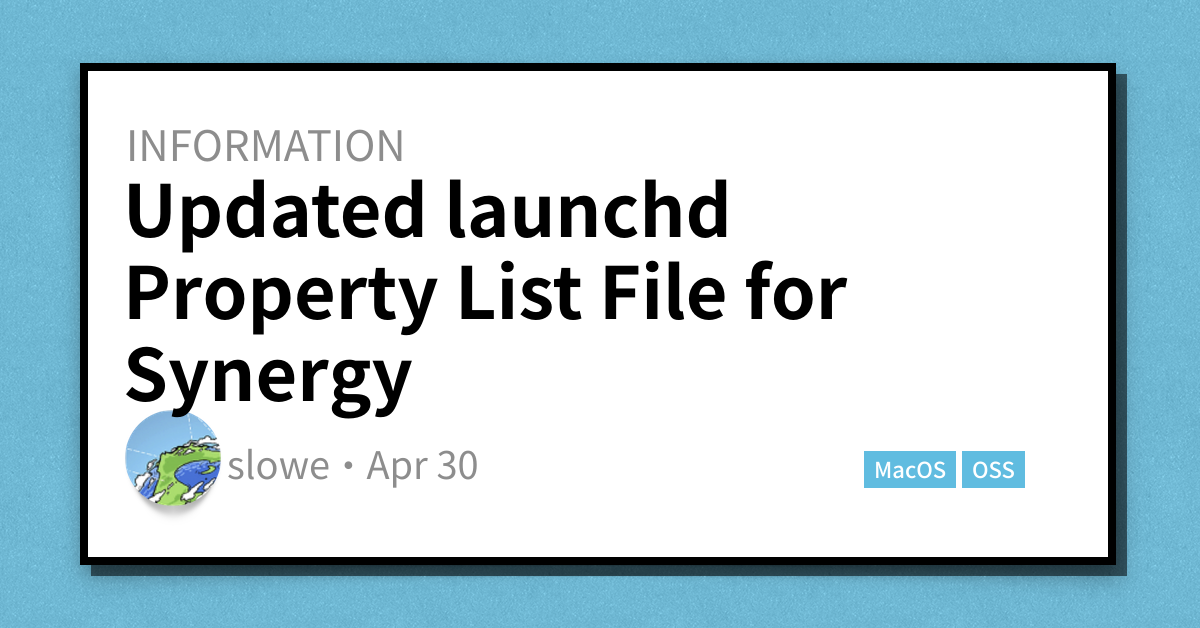 INFORMATION
Updated launchd
Property List File for
Synergy
slowe • Apr 30
MacOS OSS